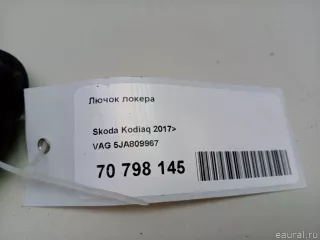 Лючок локера
Skoda Kodiaq 2017>
VAG 5JA809967
70 798 145
eaural.ru